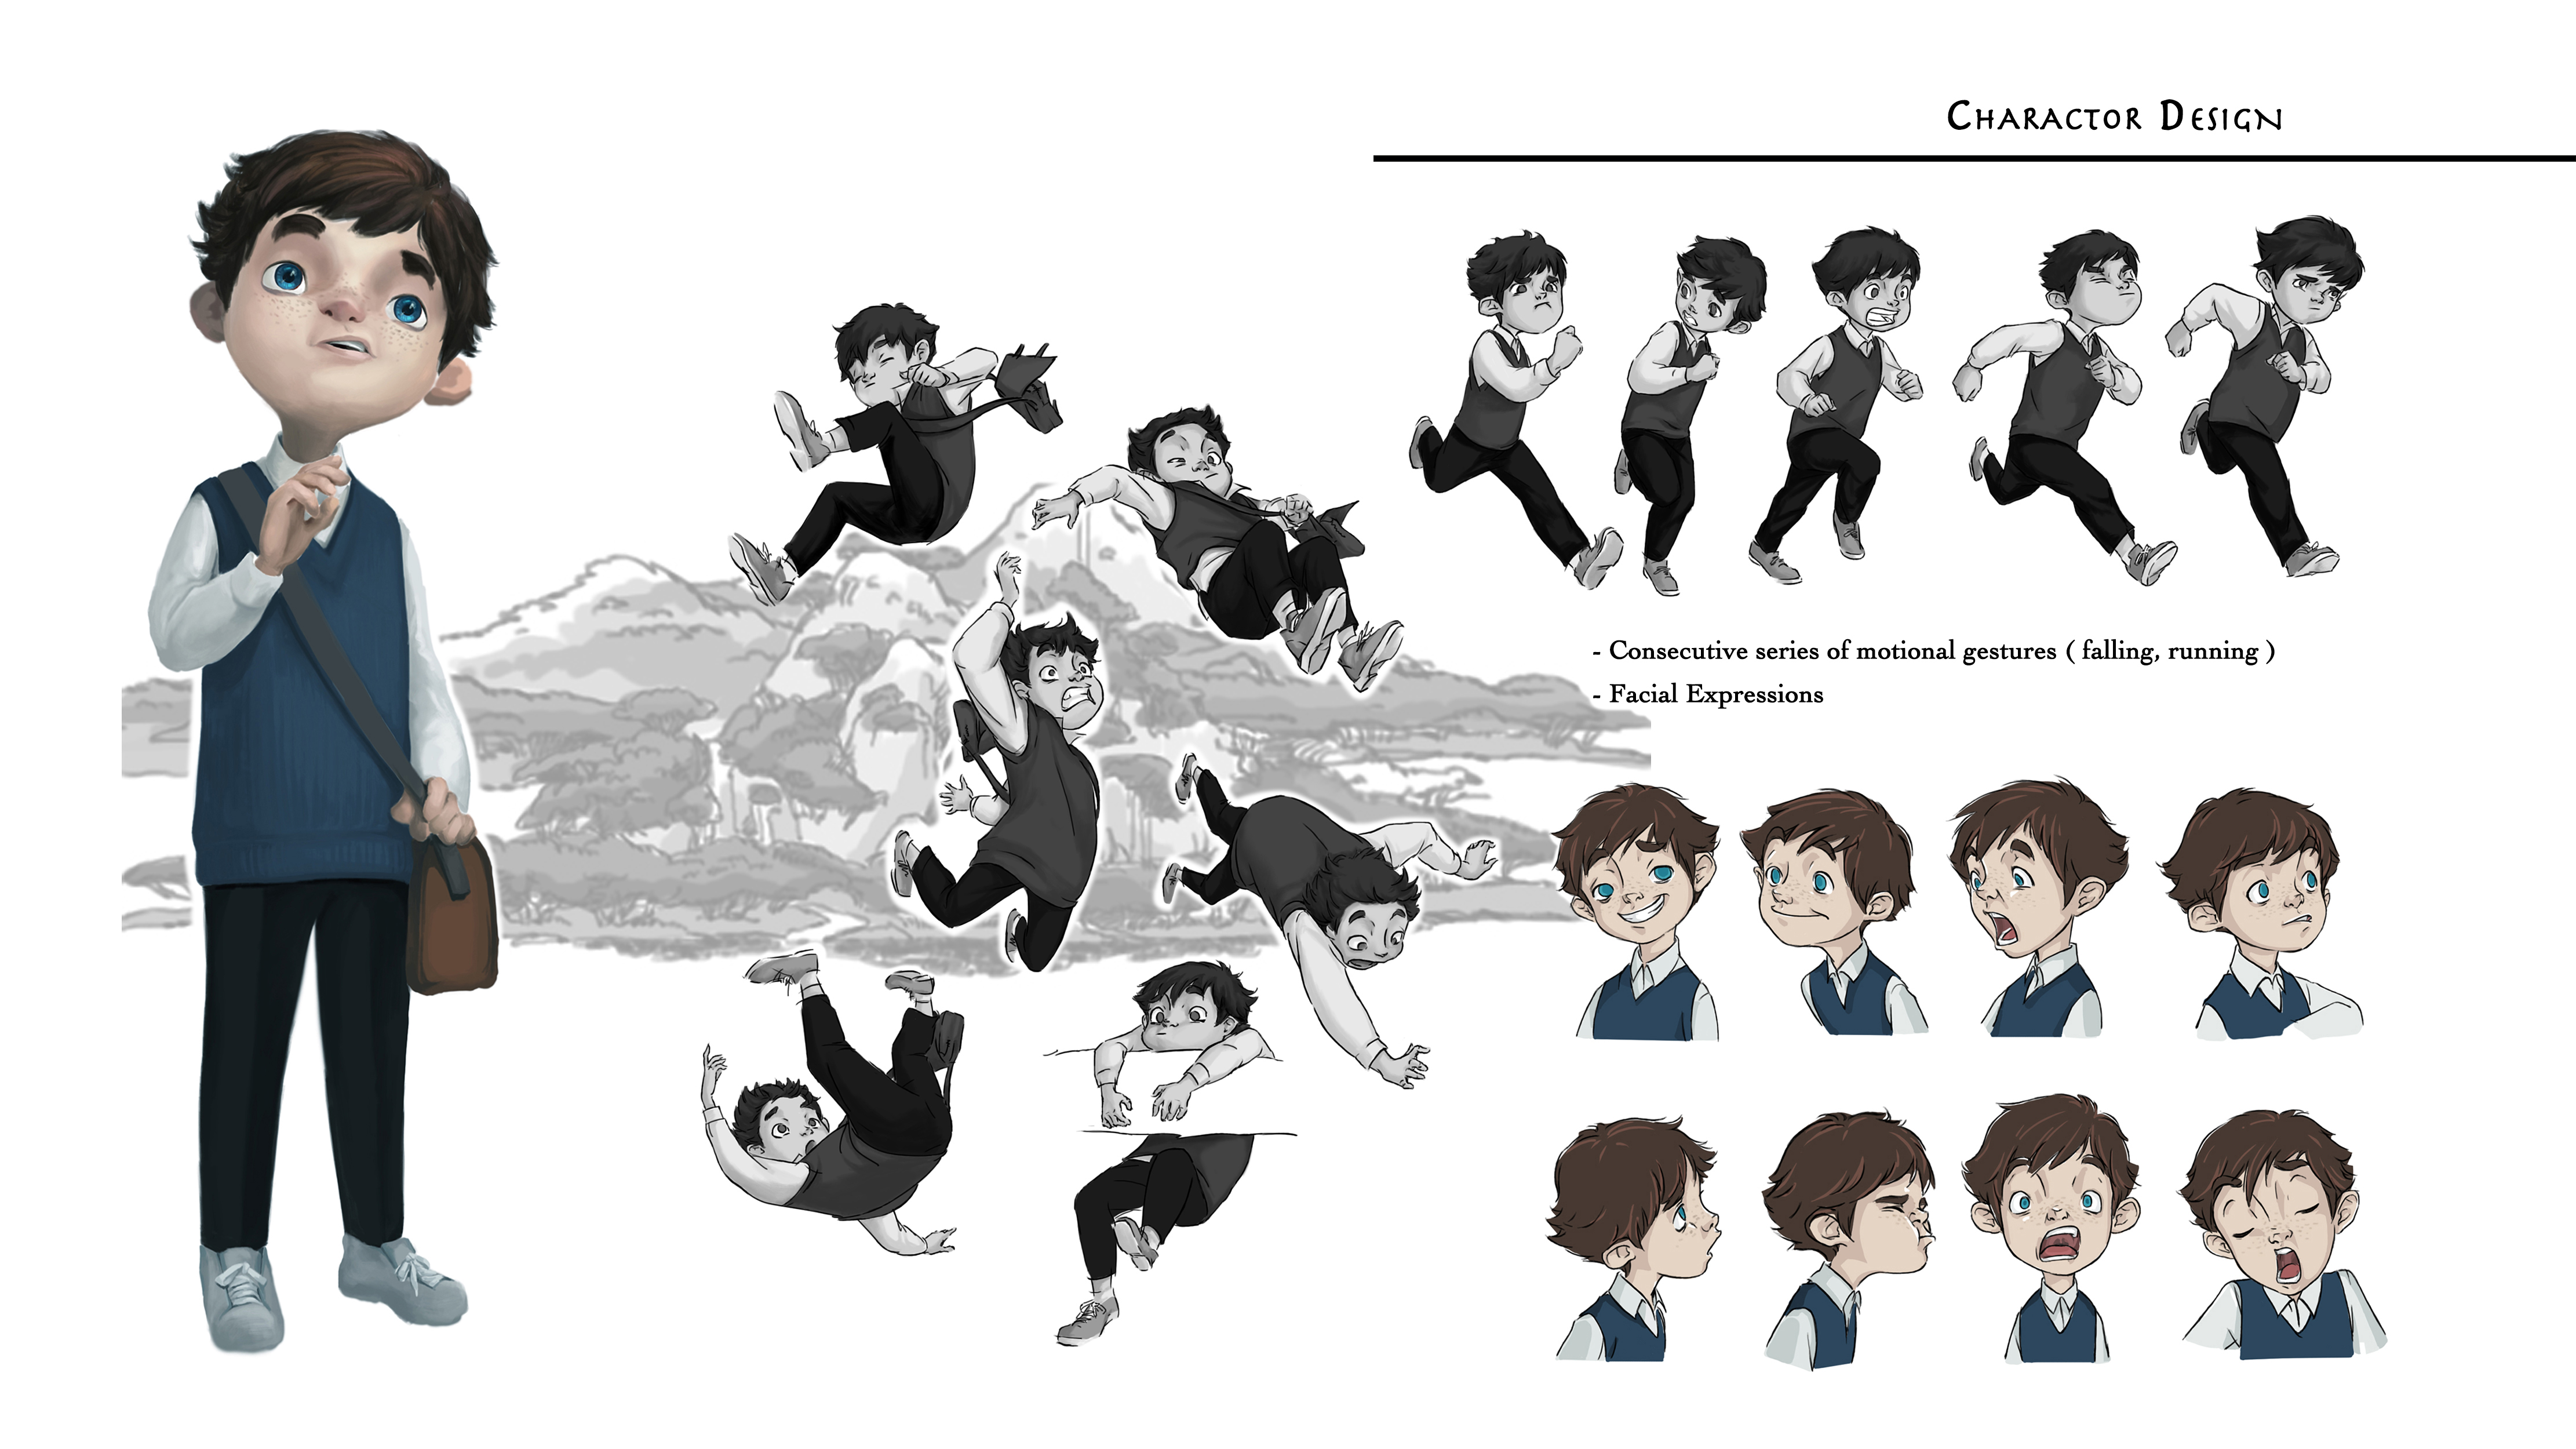 Charactor Design
- Consecutive series of motional gestures ( falling, running )
- Facial Expressions